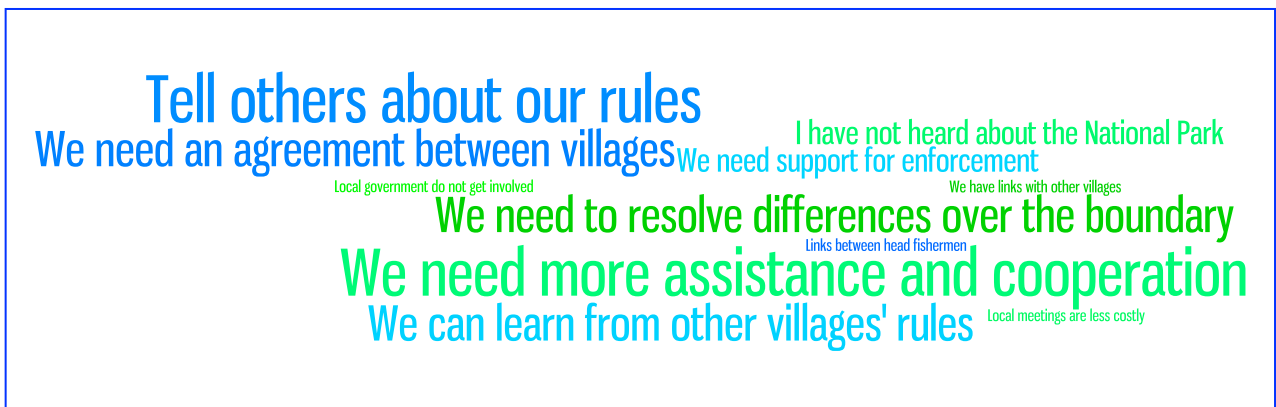 Tell others about our rules
I have not heard about the National Park
We need an agreement between villages
We need support for enforcement
Local government do not get involved
We have links with other villages
We need to resolve differences over the boundary
Links between head fishermen
We need more assistance and cooperation
We can learn from other villages' rules
Local meetings are less costly